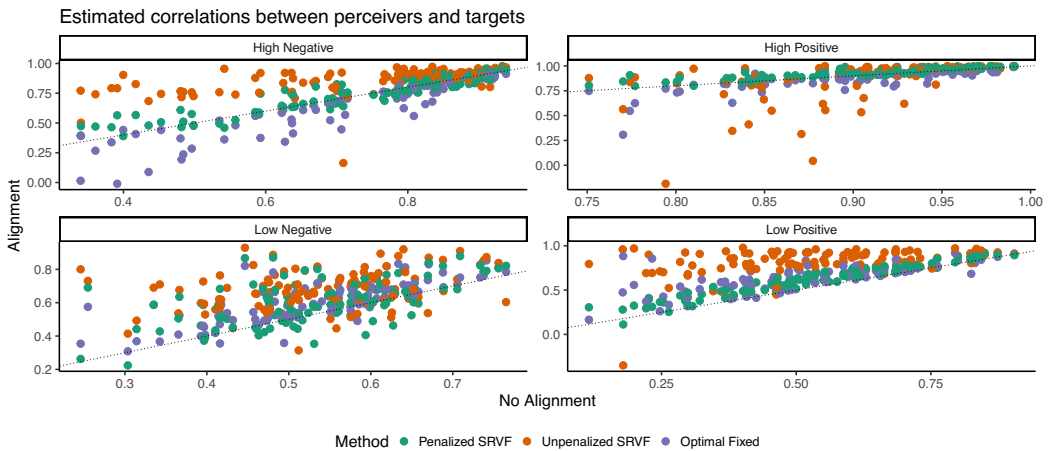 Estimated correlations between perceivers and targets
High Negative
High Positive
1.00
0.75
0.50
0.25
0.00
0.4 0.6 0.8
1.00
0.75
0.50
0.25
0.00
0.75 0.80 0.85 0.90 0.95 1.00
Alignment
Low Negative
Low Positive
0.8
0.6
0.4
0.2
0.3 0.4 0.5 0.6 0.7
1.0
0.5
0.0
0.25 0.50 0.75
No Alignment
Method Penalized SRVF Unpenalized SRVF Optimal Fixed